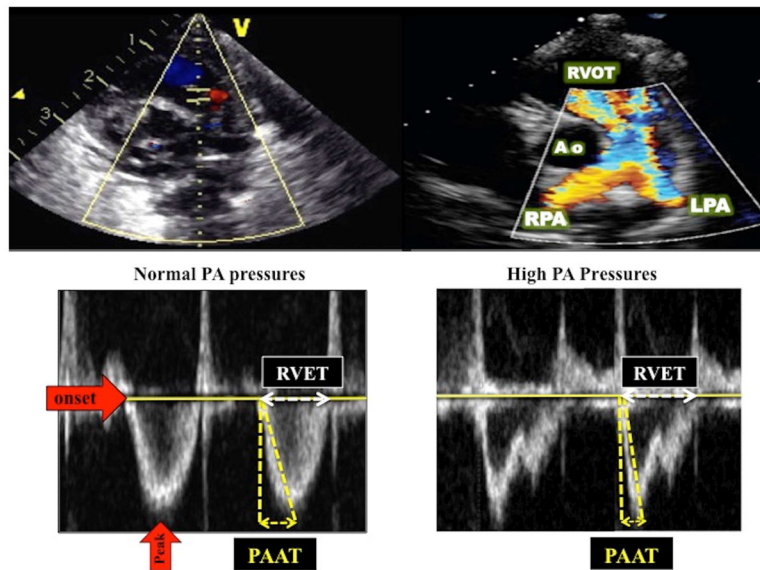 V
1
2
3
RVOT
Ao
RPA
LPA
Normal PA pressures
High PA Pressures
onset
RVET
RVET
Peak
PAAT
PAAT